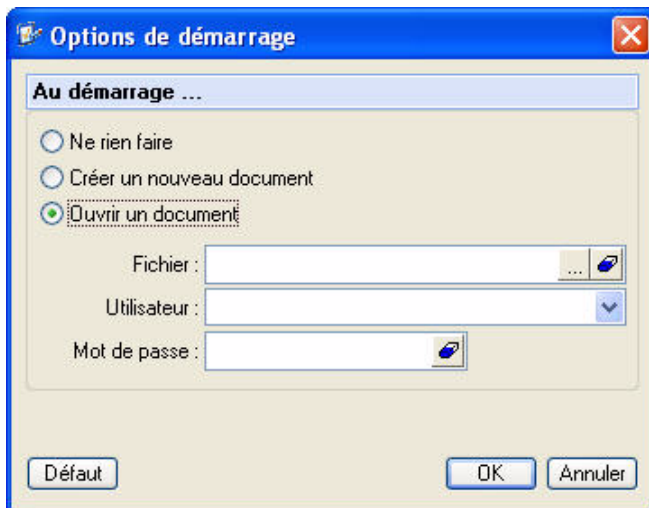 Options de démarrage
Au démarrage ...
Ne rien faire
Créer un nouveau document
Ouvrir un document
Fichier :
...
Utilisateur :
Mot de passe :
Défaut
OK
Annuler